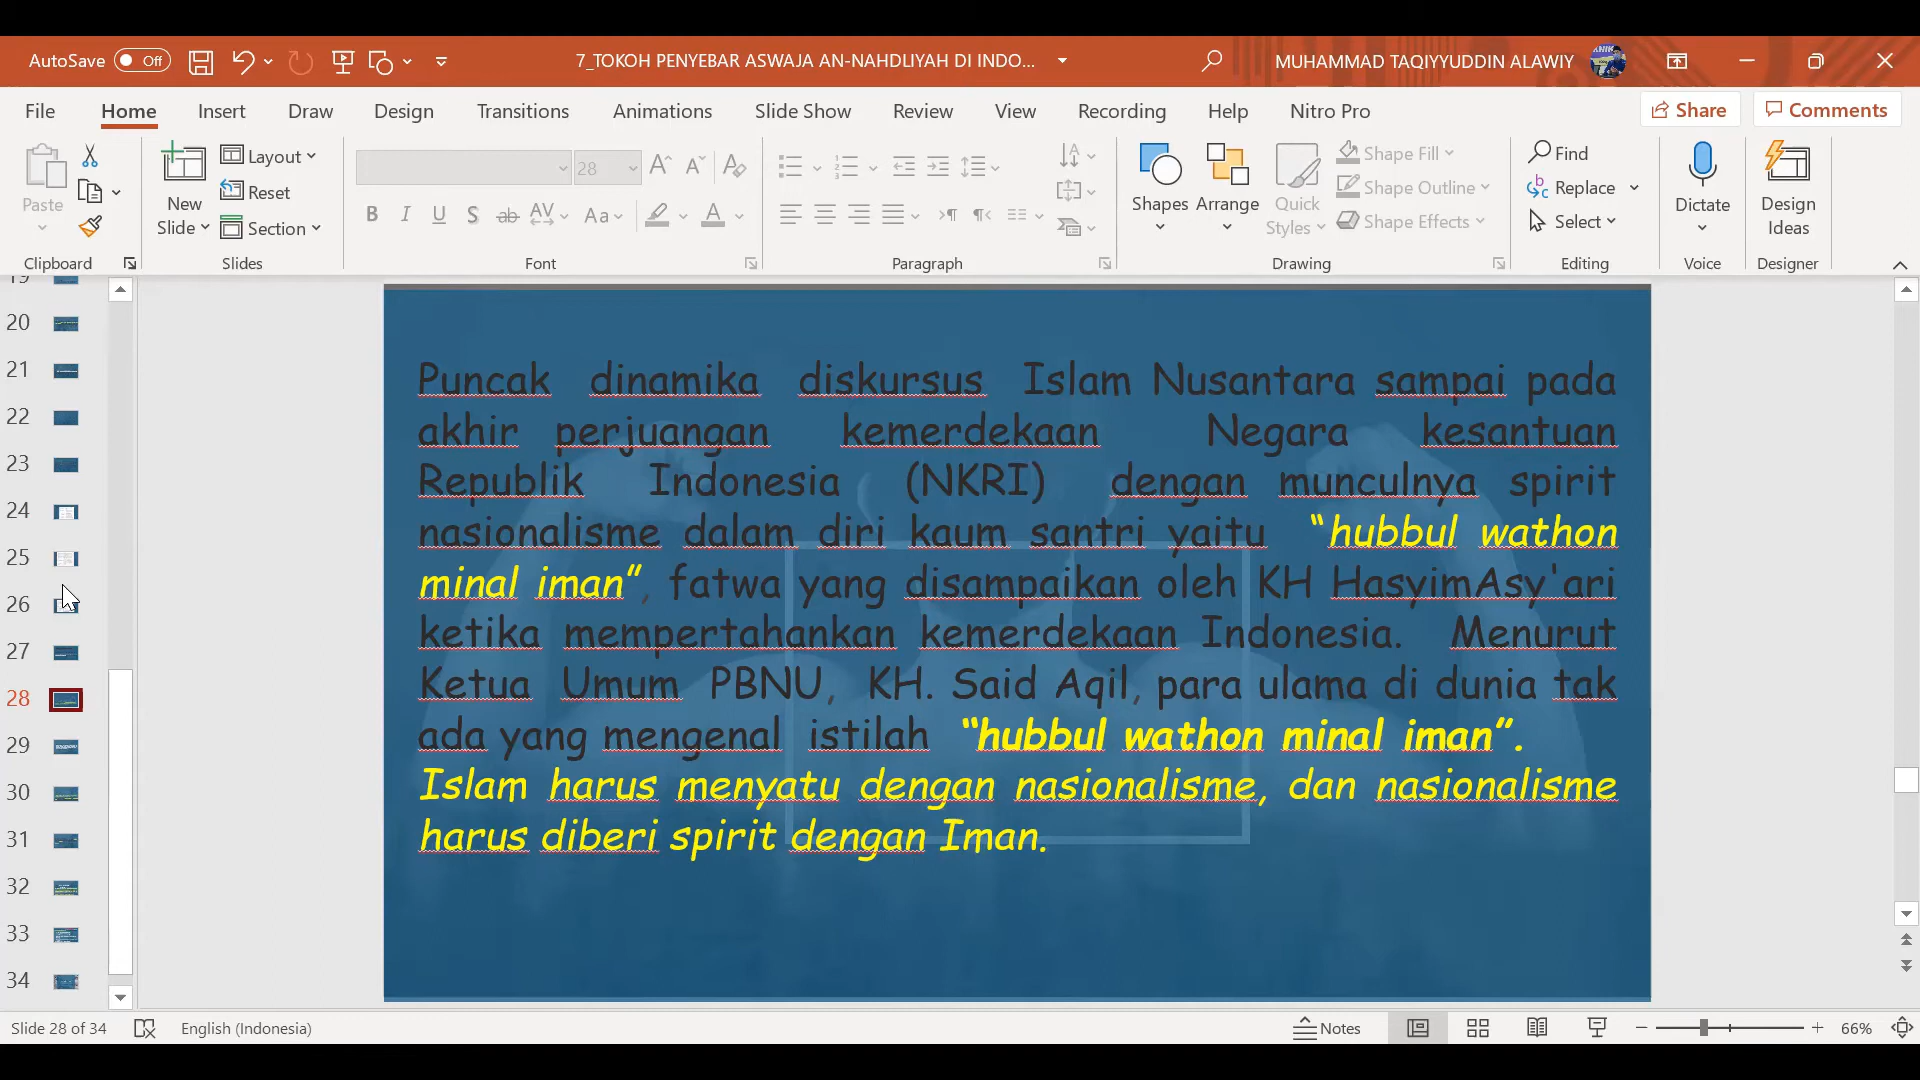 AutoSave Off
7_TOKOH PENYEBAR ASWAJA AN-NAHDLIYAH DI INDO...
MUHAMMAD TAQIYYUDDIN ALAWIY
File Home Insert Draw Design Transitions Animations Slide Show Review View Recording Help Nitro Pro
Share Comments
Paste
New Slide
Layout
Reset
Section
28
Shapes
Arrange
Quick Styles
Shape Fill
Shape Outline
Shape Effects
Find
Replace
Select
Dictate
Design Ideas
Clipboard Slides Font Paragraph Drawing Editing Voice Designer
19
20
21
22
23
24
25
26
27
28
29
30
31
32
33
34
Puncak dinamika diskursus Islam Nusantara sampai pada
akhir perjuangan kemerdekaan Negara kesantuan
Republik Indonesia (NKRI) dengan munculnya spirit
nasionalisme dalam diri kaum santri yaitu “hubbul wathon
minal iman”, fatwa yang disampaikan oleh KH HasyimAsy'ari
ketika mempertahankan kemerdekaan Indonesia. Menurut
Ketua Umum PBNU, KH. Said Aqil, para ulama di dunia tak
ada yang mengenal istilah “hubbul wathon minal iman”.
Islam harus menyatu dengan nasionalisme, dan nasionalisme
harus diberi spirit dengan Iman.
Slide 28 of 34 English (Indonesia) Notes 66%